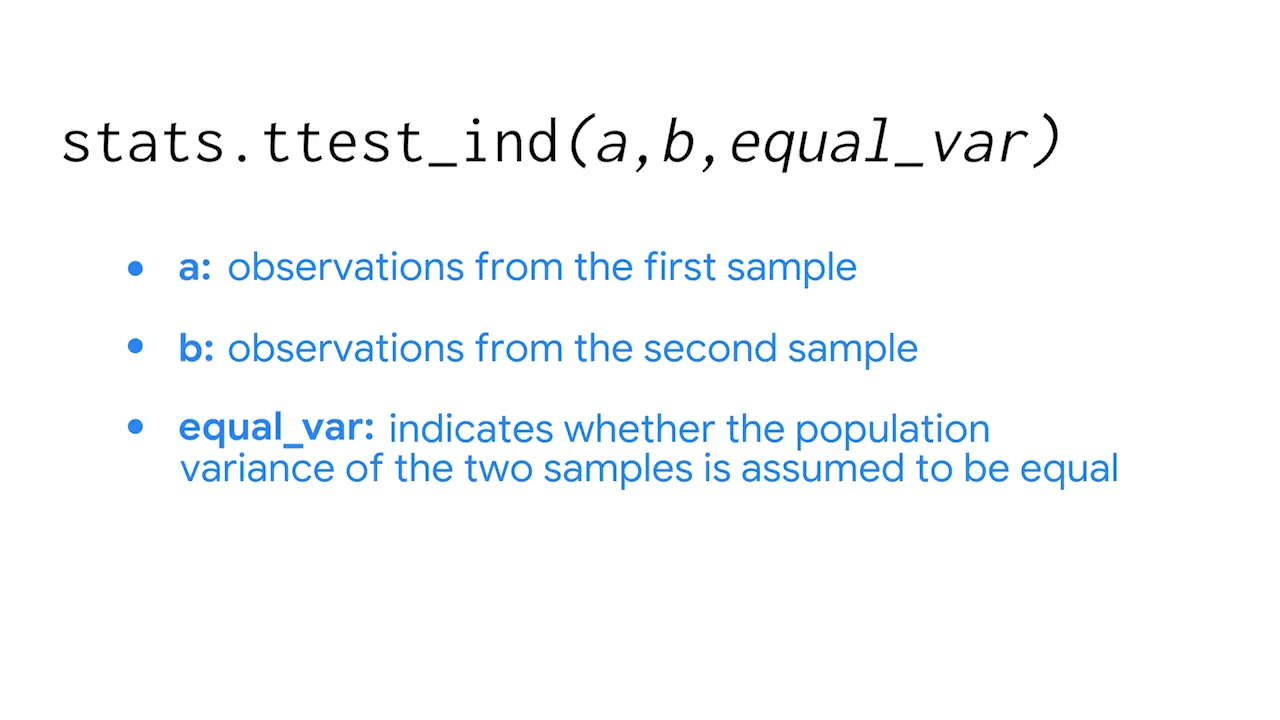 stats.ttest_ind(a,b,equal_var)
• a: observations from the first sample
• b: observations from the second sample
• equal_var: indicates whether the population
variance of the two samples is assumed to be equal